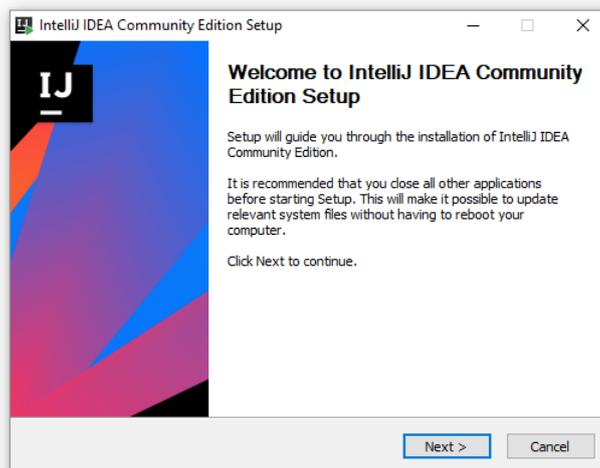 IntelliJ IDEA Community Edition Setup
IJ
Welcome to IntelliJ IDEA Community
Edition Setup
Setup will guide you through the installation of IntelliJ IDEA
Community Edition.
It is recommended that you close all other applications
before starting Setup. This will make it possible to update
relevant system files without having to reboot your
computer.
Click Next to continue.
Next >
Cancel